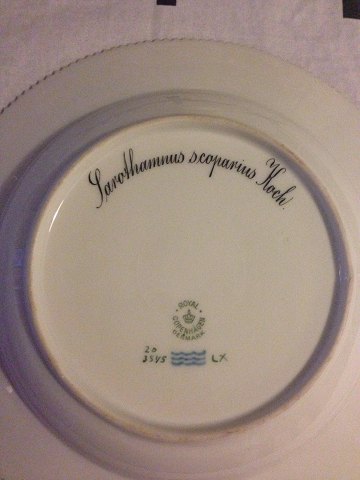 Sarothamnus scoparius Koch.
ROYAL
COPENHAGEN
DENMARK
20
3545 LX